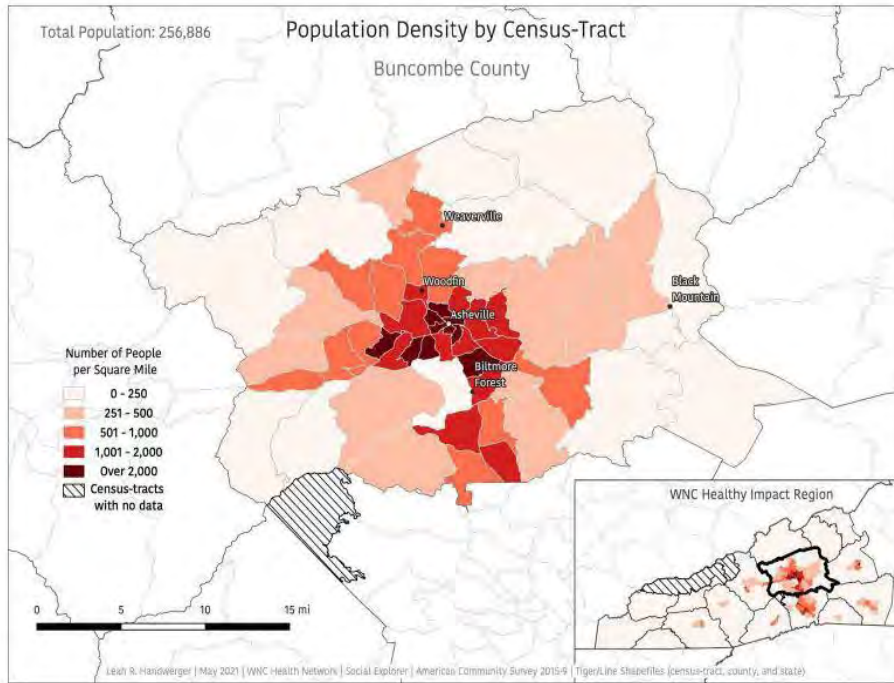 Total Population: 256,886
Population Density by Census-Tract
Buncombe County
Weaverville
Woodfin
Asheville
Black
Mountain
Biltmore
Forest
Number of People
per Square Mile
0 - 250
251 - 500
501 - 1,000
1,001 - 2,000
Over 2,000
Census-tracts
with no data
WNC Healthy Impact Region
0 5 10 15 mi
Leah R. Handwerger | May 2021 | WNC Health Network | Social Explorer | American Community Survey 2015-9 | Tiger/Line Shapefiles (census-tract, county, and state)